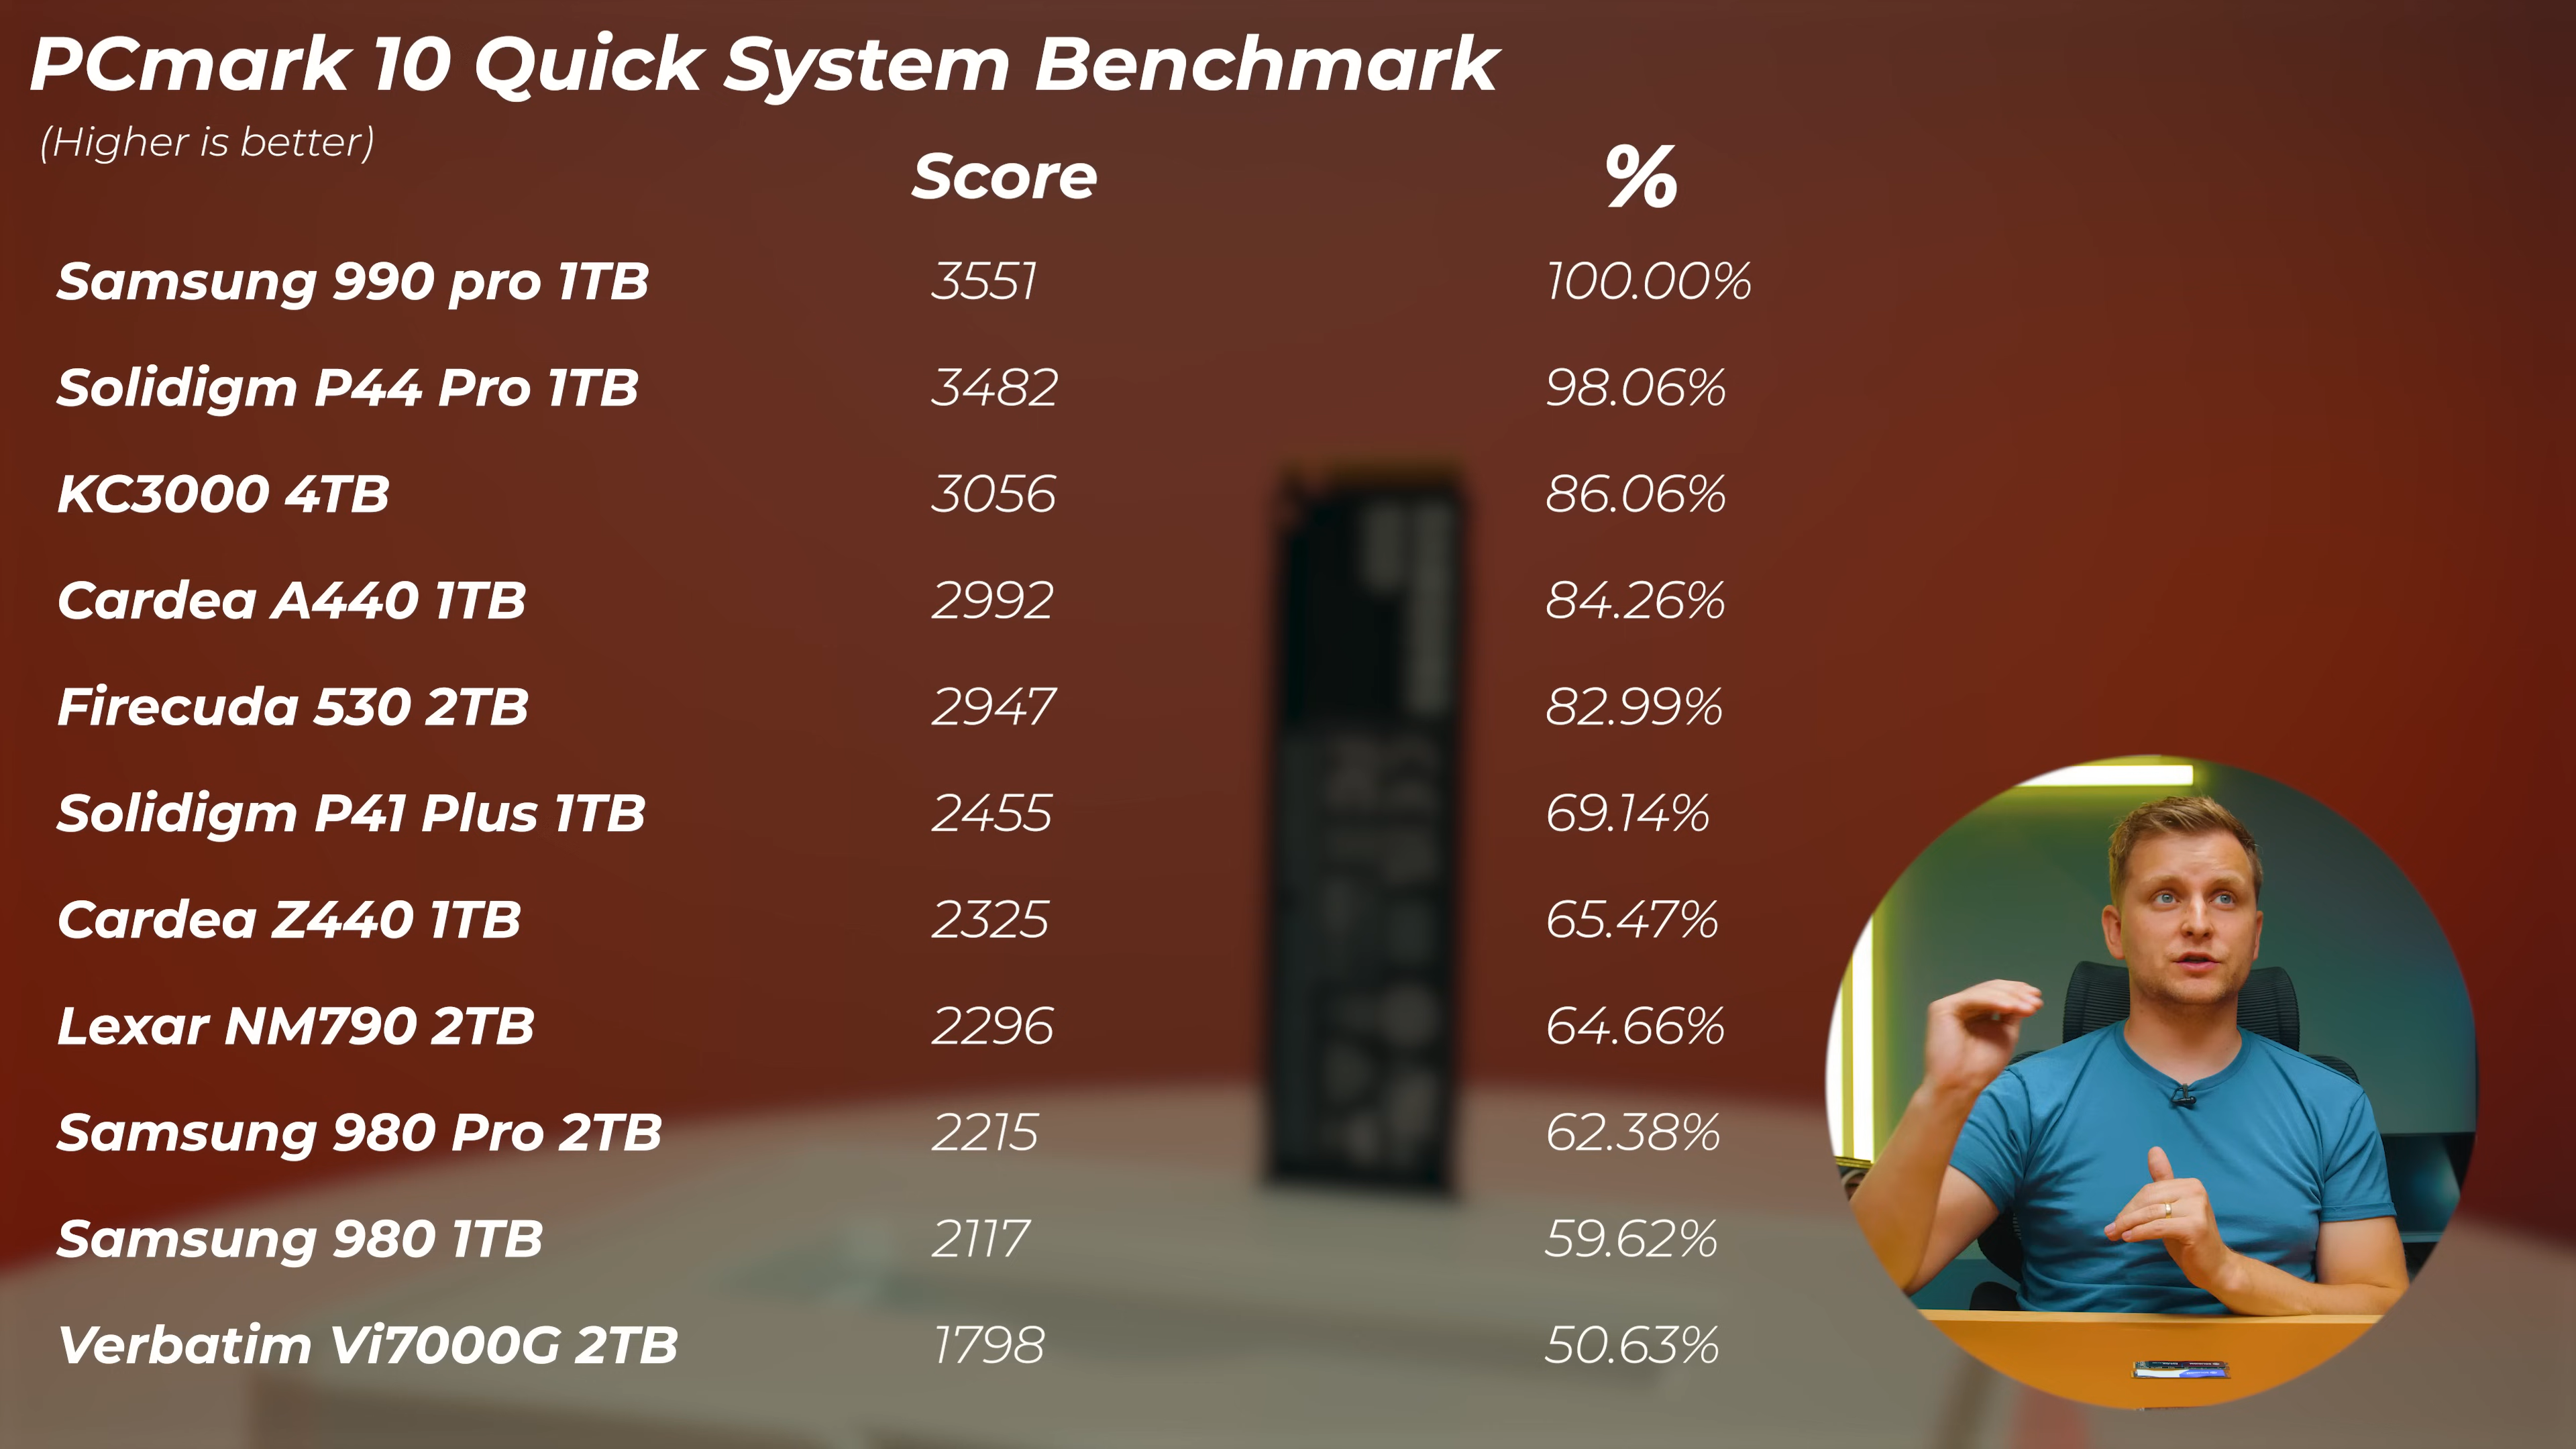 PCmark 10 Quick System Benchmark
(Higher is better)
Score %
Samsung 990 pro 1TB 3551 100.00%
Solidigm P44 Pro 1TB 3482 98.06%
KC3000 4TB 3056 86.06%
Cardea A440 1TB 2992 84.26%
Firecuda 530 2TB 2947 82.99%
Solidigm P41 Plus 1TB 2455 69.14%
Cardea Z440 1TB 2325 65.47%
Lexar NM790 2TB 2296 64.66%
Samsung 980 Pro 2TB 2215 62.38%
Samsung 980 1TB 2117 59.62%
Verbatim Vi7000G 2TB 1798 50.63%